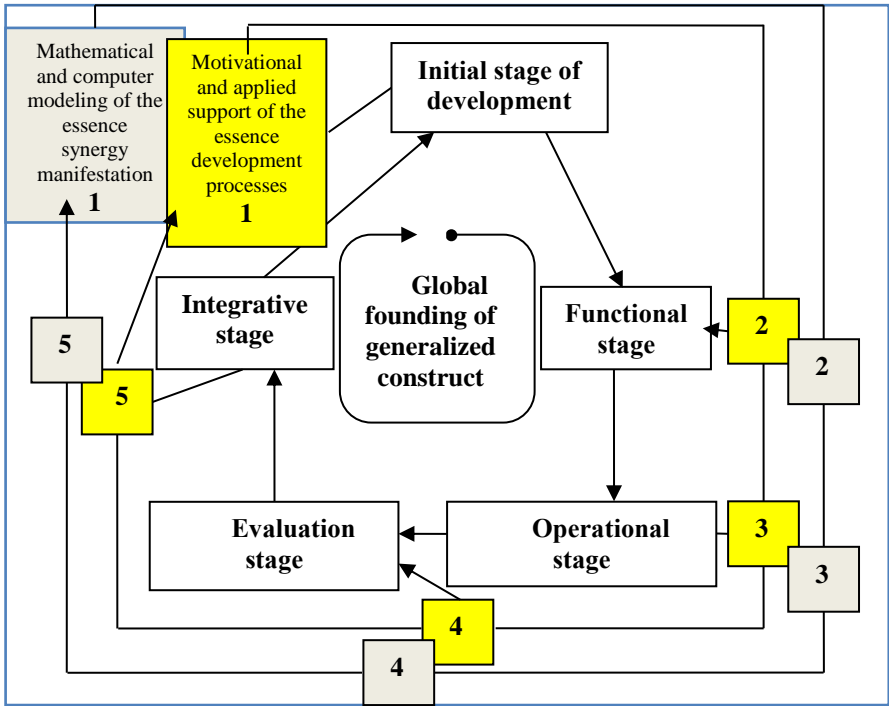 Mathematical
and computer
modeling of the
essence
synergy
manifestation
1
Motivational
and applied
support of the
essence
development
processes
1
Initial stage of
development
Integrative
stage
Global
founding of
generalized
construct
Functional
stage
2
2
5
5
Evaluation
stage
Operational
stage
3
3
4
4